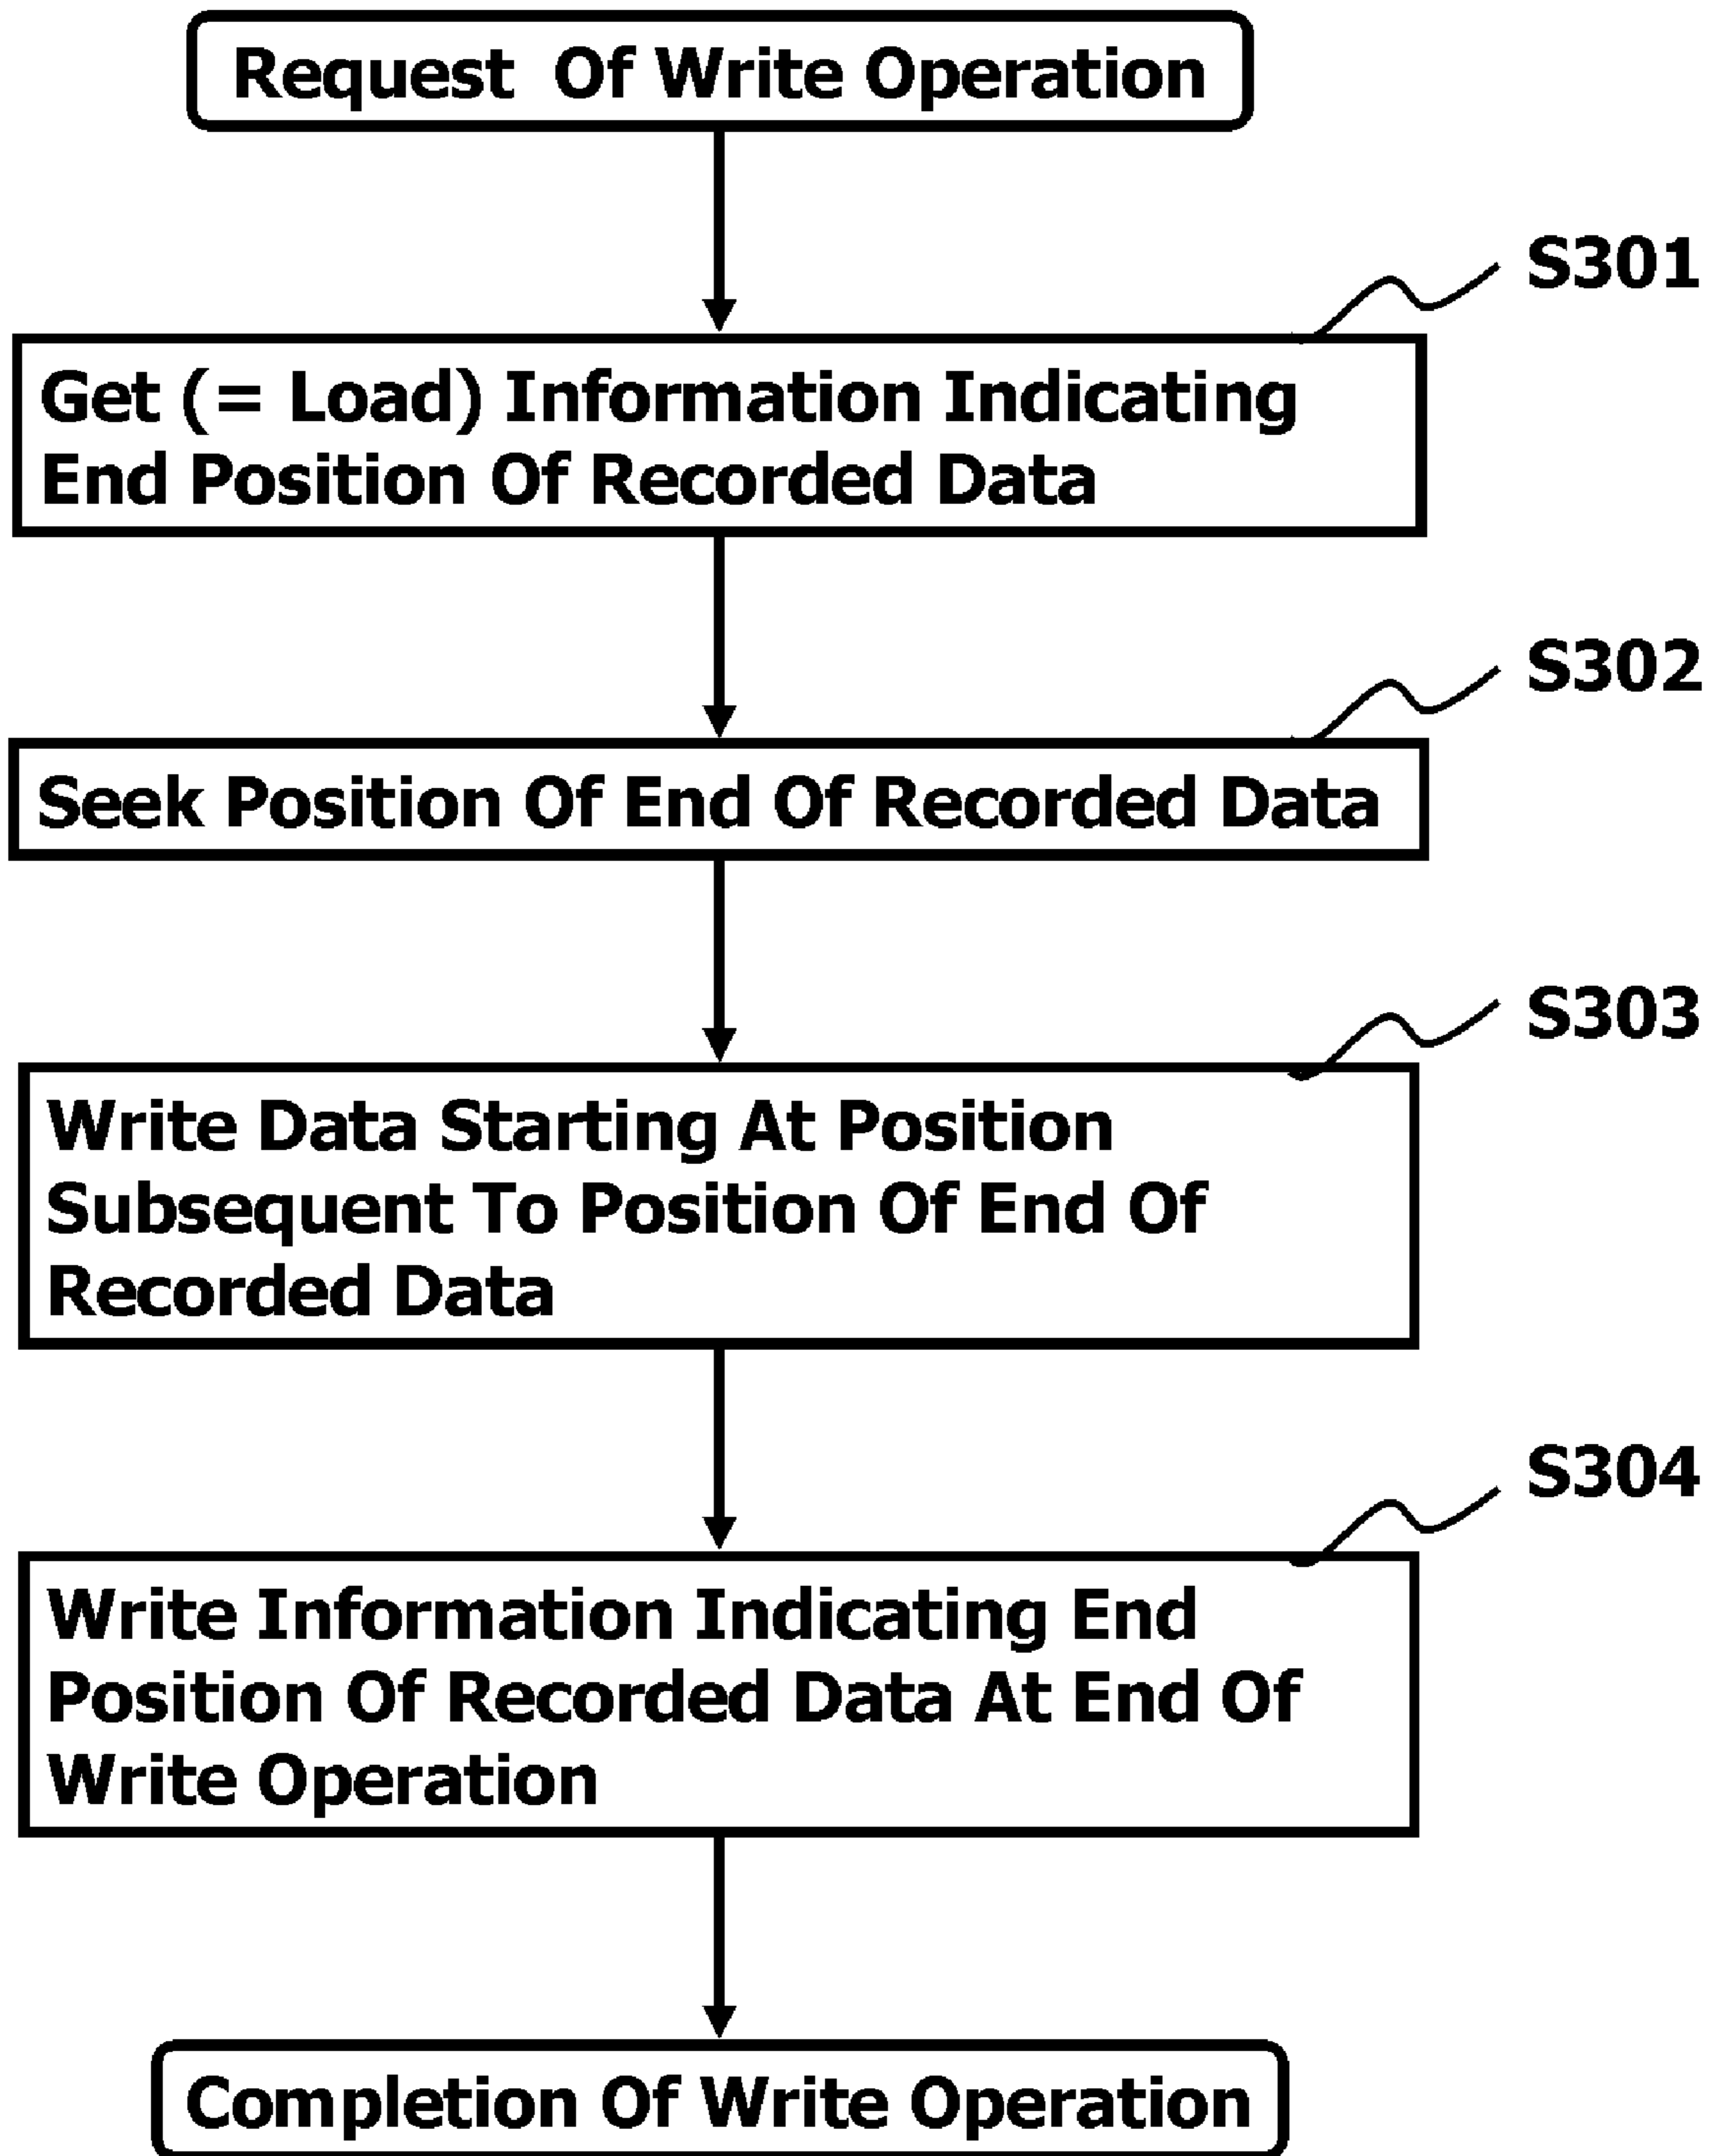 Request Of Write Operation
S301
Get (= Load) Information Indicating
End Position Of Recorded Data
S302
Seek Position Of End Of Recorded Data
S303
Write Data Starting At Position
Subsequent To Position Of End Of
Recorded Data
S304
Write Information Indicating End
Position Of Recorded Data At End Of
Write Operation
Completion Of Write Operation